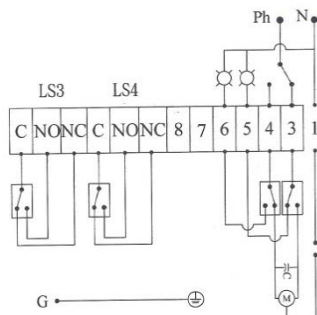 Ph N
LS3 LS4
C NO NC C NO NC 8 7 6 5 4 3 1
C
M
G